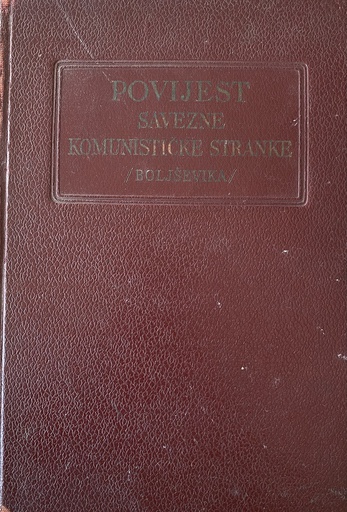 POVIJEST
SAVEZNE
KOMUNISTIČKE STRANKE
/BOLJŠEVIKA/